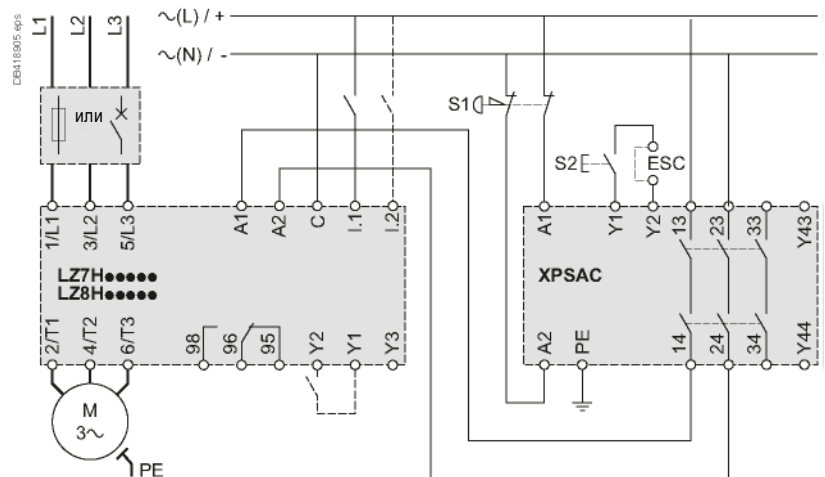 DB418905.eps
L1 L2 L3
~(L) / +
~(N) / -
или
S1
S2
ESC
1/L1 3/L2 5/L3 A1 A2 C I.1 I.2
LZ7H●●●●●
LZ8H●●●●●
2/T1 4/T2 6/T3 98 96 95 Y2 Y1 Y3
M
3~
PE
A1 Y1 Y2 13 23 33 Y43
XPSAC
A2 PE 14 24 34 Y44